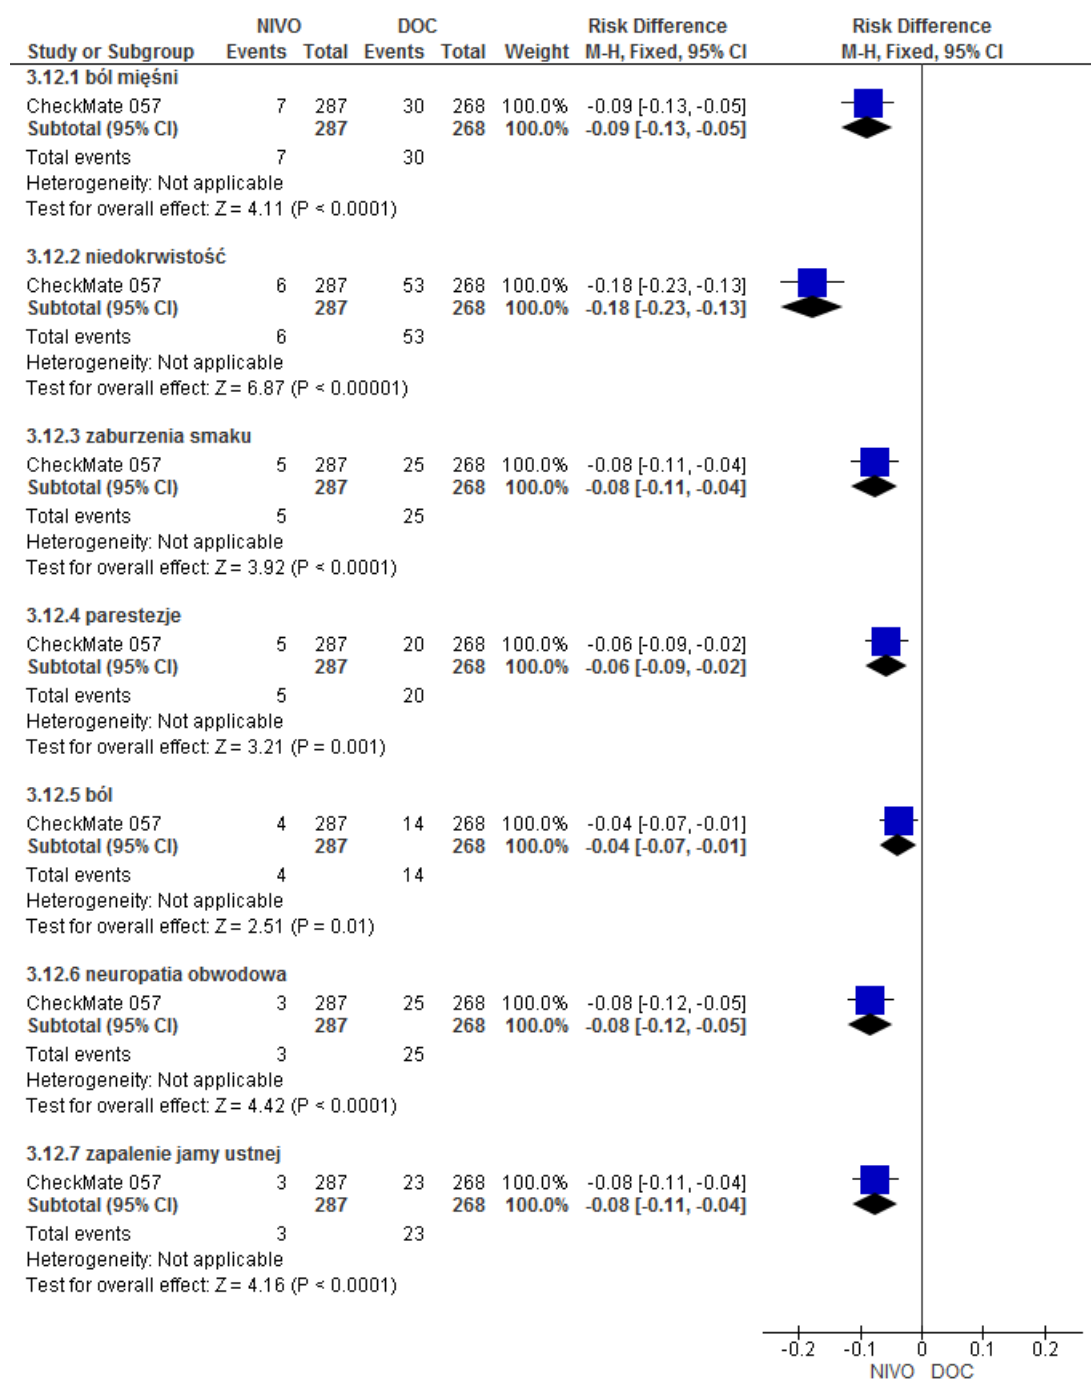 NIVO DOC Risk Difference Risk Difference
Study or Subgroup Events Total Events Total Weight M-H, Fixed, 95% CI M-H, Fixed, 95% CI
3.12.1 ból mięśni
CheckMate 057 7 287 30 268 100.0% -0.09 [-0.13, -0.05]
Subtotal (95% CI) 287 268 100.0% -0.09 [-0.13, -0.05]
Total events 7 30
Heterogeneity: Not applicable
Test for overall effect: Z = 4.11 (P < 0.0001)
3.12.2 niedokrwistość
CheckMate 057 6 287 53 268 100.0% -0.18 [-0.23, -0.13]
Subtotal (95% CI) 287 268 100.0% -0.18 [-0.23, -0.13]
Total events 6 53
Heterogeneity: Not applicable
Test for overall effect: Z = 6.87 (P < 0.00001)
3.12.3 zaburzenia smaku
CheckMate 057 5 287 25 268 100.0% -0.08 [-0.11, -0.04]
Subtotal (95% CI) 287 268 100.0% -0.08 [-0.11, -0.04]
Total events 5 25
Heterogeneity: Not applicable
Test for overall effect: Z = 3.92 (P < 0.0001)
3.12.4 parestezje
CheckMate 057 5 287 20 268 100.0% -0.06 [-0.09, -0.02]
Subtotal (95% CI) 287 268 100.0% -0.06 [-0.09, -0.02]
Total events 5 20
Heterogeneity: Not applicable
Test for overall effect: Z = 3.21 (P = 0.001)
3.12.5 ból
CheckMate 057 4 287 14 268 100.0% -0.04 [-0.07, -0.01]
Subtotal (95% CI) 287 268 100.0% -0.04 [-0.07, -0.01]
Total events 4 14
Heterogeneity: Not applicable
Test for overall effect: Z = 2.51 (P = 0.01)
3.12.6 neuropatia obwodowa
CheckMate 057 3 287 25 268 100.0% -0.08 [-0.12, -0.05]
Subtotal (95% CI) 287 268 100.0% -0.08 [-0.12, -0.05]
Total events 3 25
Heterogeneity: Not applicable
Test for overall effect: Z = 4.42 (P < 0.0001)
3.12.7 zapalenie jamy ustnej
CheckMate 057 3 287 23 268 100.0% -0.08 [-0.11, -0.04]
Subtotal (95% CI) 287 268 100.0% -0.08 [-0.11, -0.04]
Total events 3 23
Heterogeneity: Not applicable
Test for overall effect: Z = 4.16 (P < 0.0001)
-0.2 -0.1 0 0.1 0.2
NIVO DOC